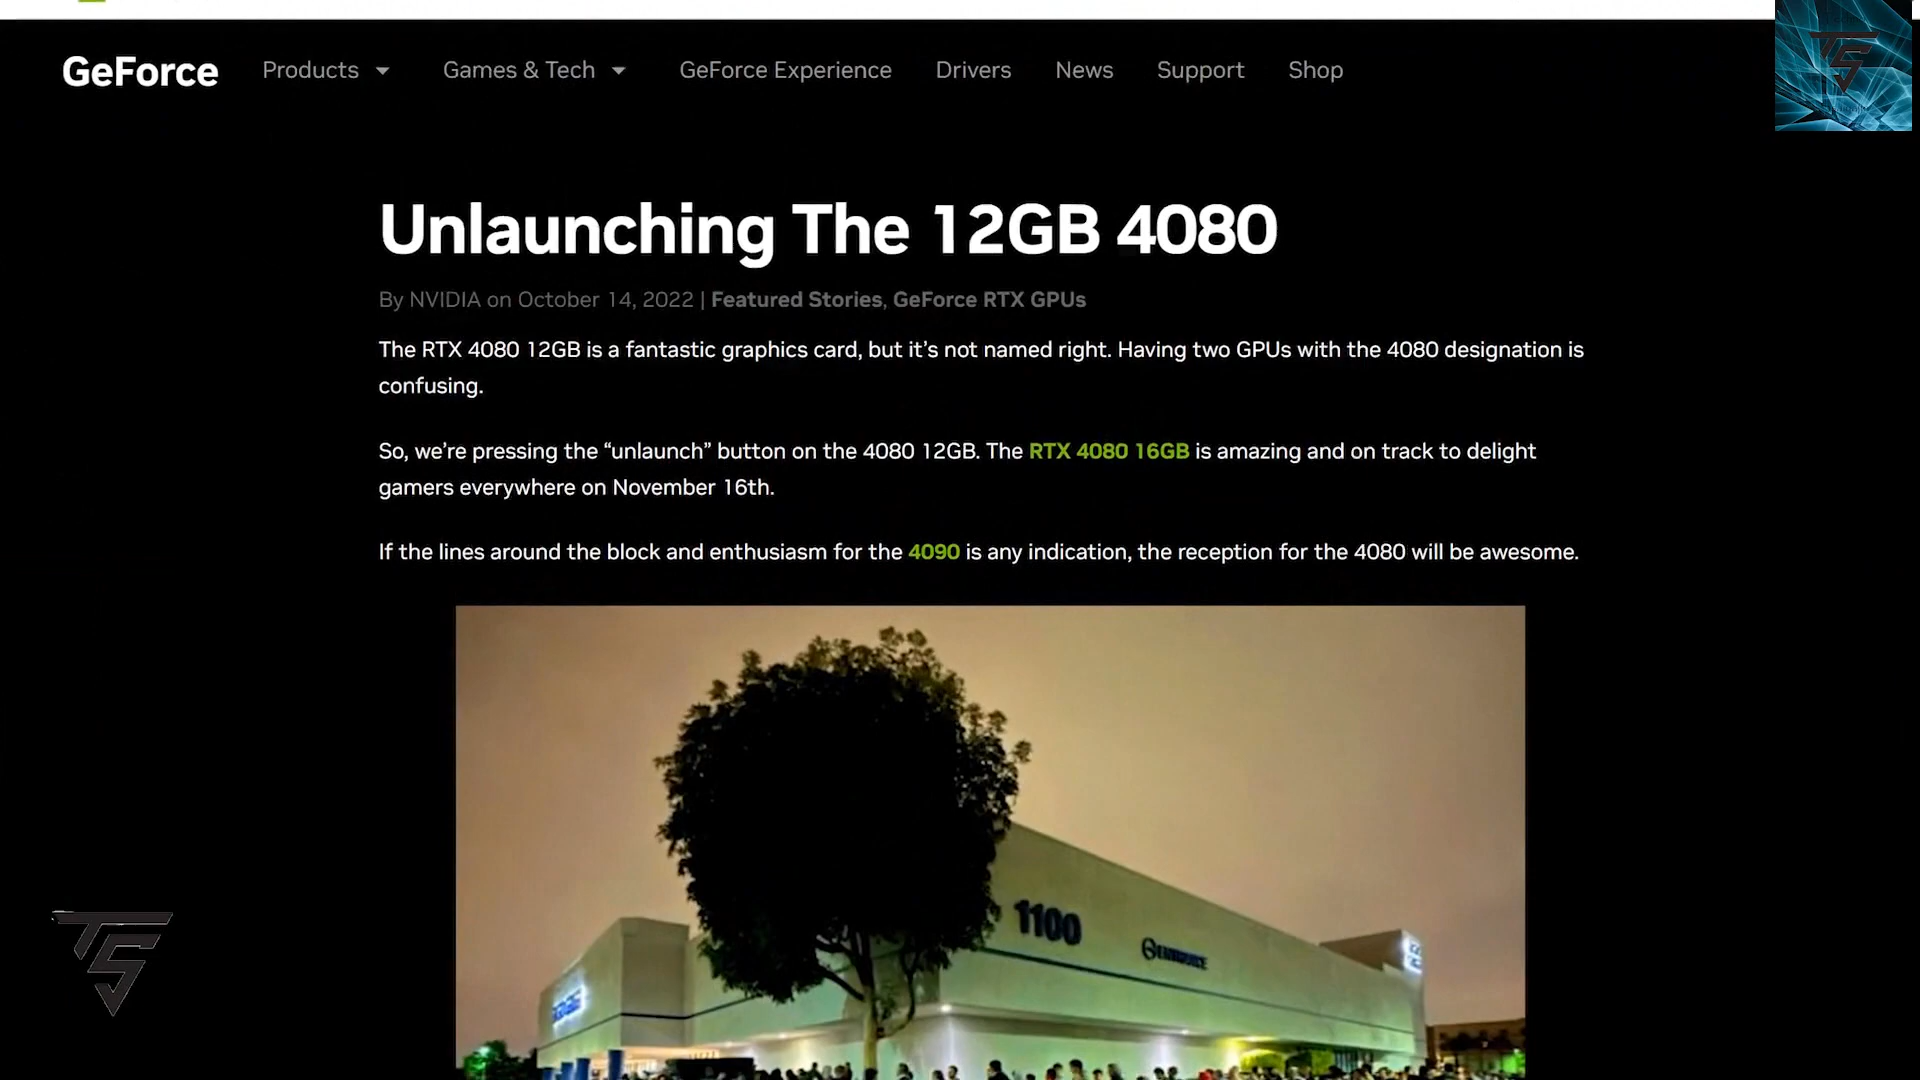 GeForce Products Games & Tech GeForce Experience Drivers News Support Shop
Unlaunching The 12GB 4080
By NVIDIA on October 14, 2022 | Featured Stories, GeForce RTX GPUs
The RTX 4080 12GB is a fantastic graphics card, but it’s not named right. Having two GPUs with the 4080 designation is
confusing.
So, we’re pressing the “unlaunch” button on the 4080 12GB. The RTX 4080 16GB is amazing and on track to delight
gamers everywhere on November 16th.
If the lines around the block and enthusiasm for the 4090 is any indication, the reception for the 4080 will be awesome.
1100
TS
TS